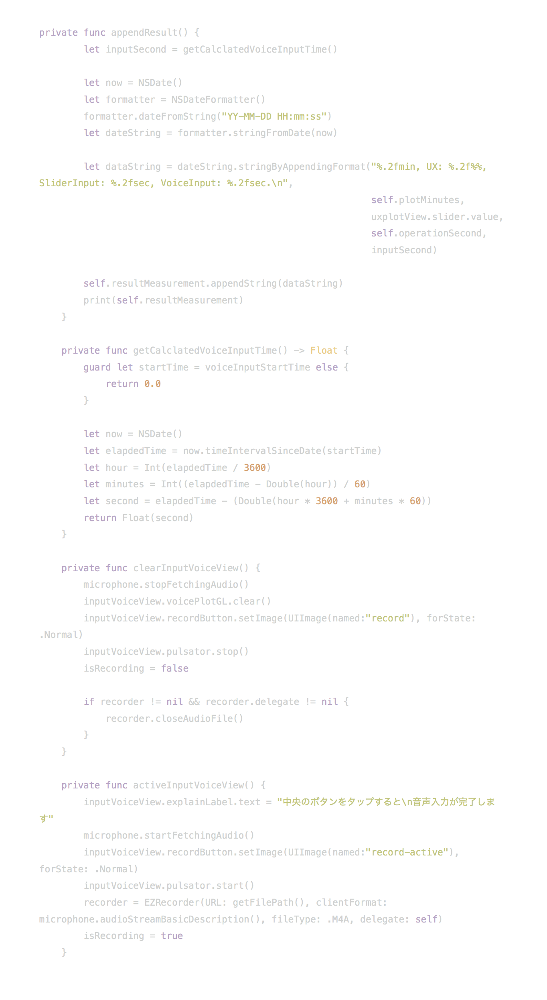 private func appendResult() {
let inputSecond = getCalclatedVoiceInputTime()
let now = NSDate()
let formatter = NSDateFormatter()
formatter.dateFromString("YY-MM-DD HH:mm:ss")
let dateString = formatter.stringFromDate(now)
let dataString = dateString.stringByAppendingFormat("%.2fmin, UX: %.2f%%,
SliderInput: %.2fsec, VoiceInput: %.2fsec.\n",
self.plotMinutes,
uxplotView.slider.value,
self.operationSecond,
inputSecond)
self.resultMeasurement.appendString(dataString)
print(self.resultMeasurement)
}
private func getCalclatedVoiceInputTime() -> Float {
guard let startTime = voiceInputStartTime else {
return 0.0
}
let now = NSDate()
let elapdedTime = now.timeIntervalSinceDate(startTime)
let hour = Int(elapdedTime / 3600)
let minutes = Int((elapdedTime - Double(hour)) / 60)
let second = elapdedTime - (Double(hour * 3600 + minutes * 60))
return Float(second)
}
private func clearInputVoiceView() {
microphone.stopFetchingAudio()
inputVoiceView.voicePlotGL.clear()
inputVoiceView.recordButton.setImage(UIImage(named:"record"), forState:
.Normal)
inputVoiceView.pulsator.stop()
isRecording = false
if recorder != nil && recorder.delegate != nil {
recorder.closeAudioFile()
}
}
private func activeInputVoiceView() {
inputVoiceView.explainLabel.text = "中央のボタンをタップすると\n音声入力が完了しま
す"
microphone.startFetchingAudio()
inputVoiceView.recordButton.setImage(UIImage(named:"record-active"),
forState: .Normal)
inputVoiceView.pulsator.start()
recorder = EZRecorder(URL: getFilePath(), clientFormat:
microphone.audioStreamBasicDescription(), fileType: .M4A, delegate: self)
isRecording = true
}